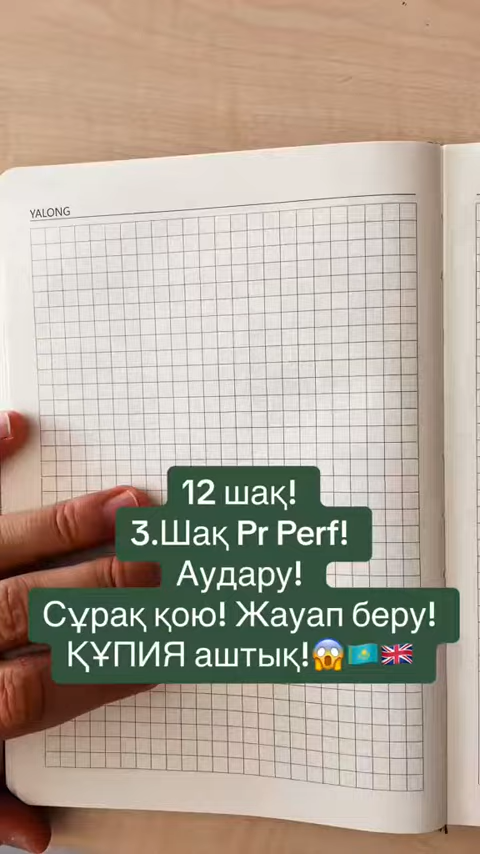 YALONG
12 шақ!
3.Шақ Pr Perf!
Аудару!
Сұрақ қою! Жауап беру!
ҚҰПИЯ аштық!😱🇰🇿🇬🇧